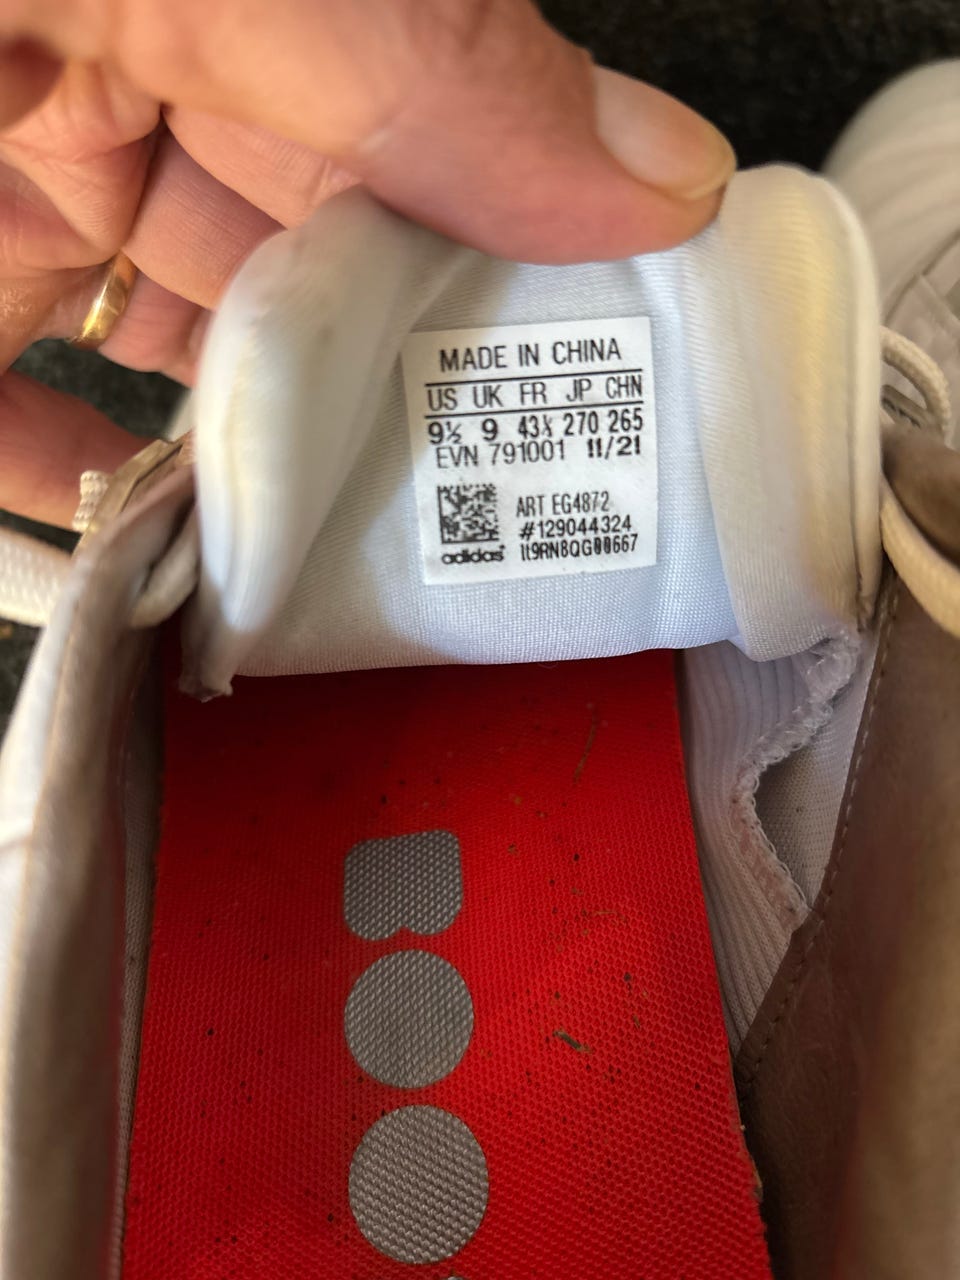 MADE IN CHINA
US UK FR JP CHN
9½ 9 43⅓ 270 265
EVN 791001 11/21
ART EG4872
#129044324
adidas
1t9RN8QG00667